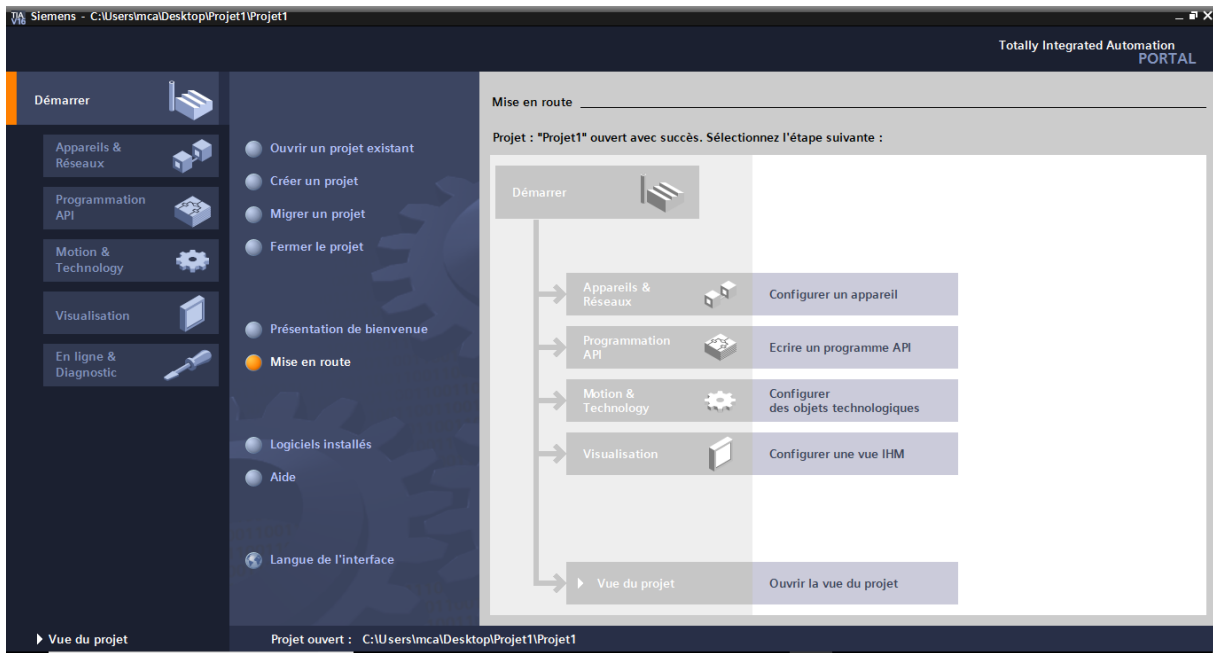 Siemens - C:\Users\mca\Desktop\Projet1\Projet1
Totally Integrated Automation
PORTAL
Démarrer
Appareils &
Réseaux
Programmation
API
Motion &
Technology
Visualisation
En ligne &
Diagnostic
Vue du projet
Ouvrir un projet existant
Créer un projet
Migrer un projet
Fermer le projet
Présentation de bienvenue
Mise en route
Logiciels installés
Aide
Langue de l'interface
Mise en route
Projet : "Projet1" ouvert avec succès. Sélectionnez l'étape suivante :
Démarrer
Appareils &
Réseaux
Configurer un appareil
Programmation
API
Ecrire un programme API
Motion &
Technology
Configurer
des objets technologiques
Visualisation
Configurer une vue IHM
Vue du projet
Ouvrir la vue du projet
Projet ouvert : C:\Users\mca\Desktop\Projet1\Projet1